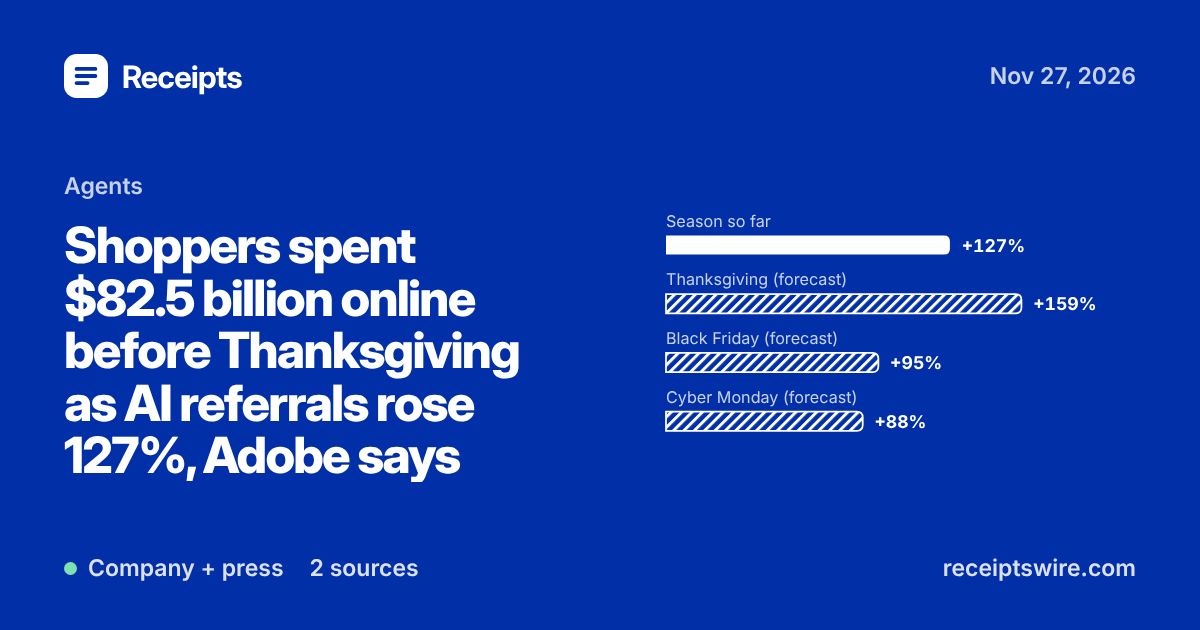 Receipts
Nov 27, 2026
Agents
Shoppers spent
$82.5 billion online
before Thanksgiving
as AI referrals rose
127%, Adobe says
Season so far
+127%
Thanksgiving (forecast)
+159%
Black Friday (forecast)
+95%
Cyber Monday (forecast)
+88%
Company + press
2 sources
receiptswire.com